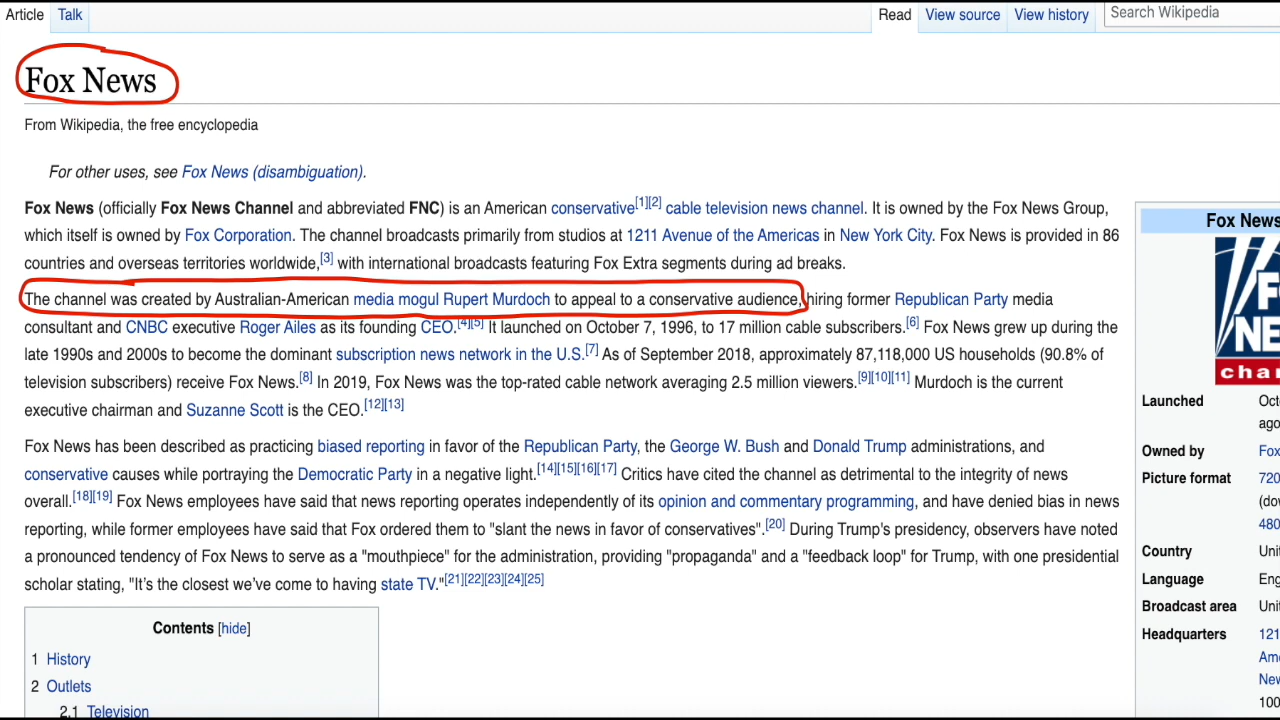 Article Talk Read View source View history Search Wikipedia
Fox News
From Wikipedia, the free encyclopedia
For other uses, see Fox News (disambiguation).
Fox News (officially Fox News Channel and abbreviated FNC) is an American conservative[1][2] cable television news channel. It is owned by the Fox News Group,
which itself is owned by Fox Corporation. The channel broadcasts primarily from studios at 1211 Avenue of the Americas in New York City. Fox News is provided in 86
countries and overseas territories worldwide,[3] with international broadcasts featuring Fox Extra segments during ad breaks.
The channel was created by Australian-American media mogul Rupert Murdoch to appeal to a conservative audience, hiring former Republican Party media
consultant and CNBC executive Roger Ailes as its founding CEO.[4][5] It launched on October 7, 1996, to 17 million cable subscribers.[6] Fox News grew up during the
late 1990s and 2000s to become the dominant subscription news network in the U.S.[7] As of September 2018, approximately 87,118,000 US households (90.8% of
television subscribers) receive Fox News.[8] In 2019, Fox News was the top-rated cable network averaging 2.5 million viewers.[9][10][11] Murdoch is the current
executive chairman and Suzanne Scott is the CEO.[12][13]
Fox News has been described as practicing biased reporting in favor of the Republican Party, the George W. Bush and Donald Trump administrations, and
conservative causes while portraying the Democratic Party in a negative light.[14][15][16][17] Critics have cited the channel as detrimental to the integrity of news
overall.[18][19] Fox News employees have said that news reporting operates independently of its opinion and commentary programming, and have denied bias in news
reporting, while former employees have said that Fox ordered them to "slant the news in favor of conservatives".[20] During Trump's presidency, observers have noted
a pronounced tendency of Fox News to serve as a "mouthpiece" for the administration, providing "propaganda" and a "feedback loop" for Trump, with one presidential
scholar stating, "It's the closest we've come to having state TV."[21][22][23][24][25]
Contents [hide]
1 History
2 Outlets
2.1 Television
Fox News
FO
NE
chan
Launched Oct
ago
Owned by Fox
Picture format 720
(dow
480
Country Unit
Language Eng
Broadcast area Unit
Headquarters 121
Ame
New
100